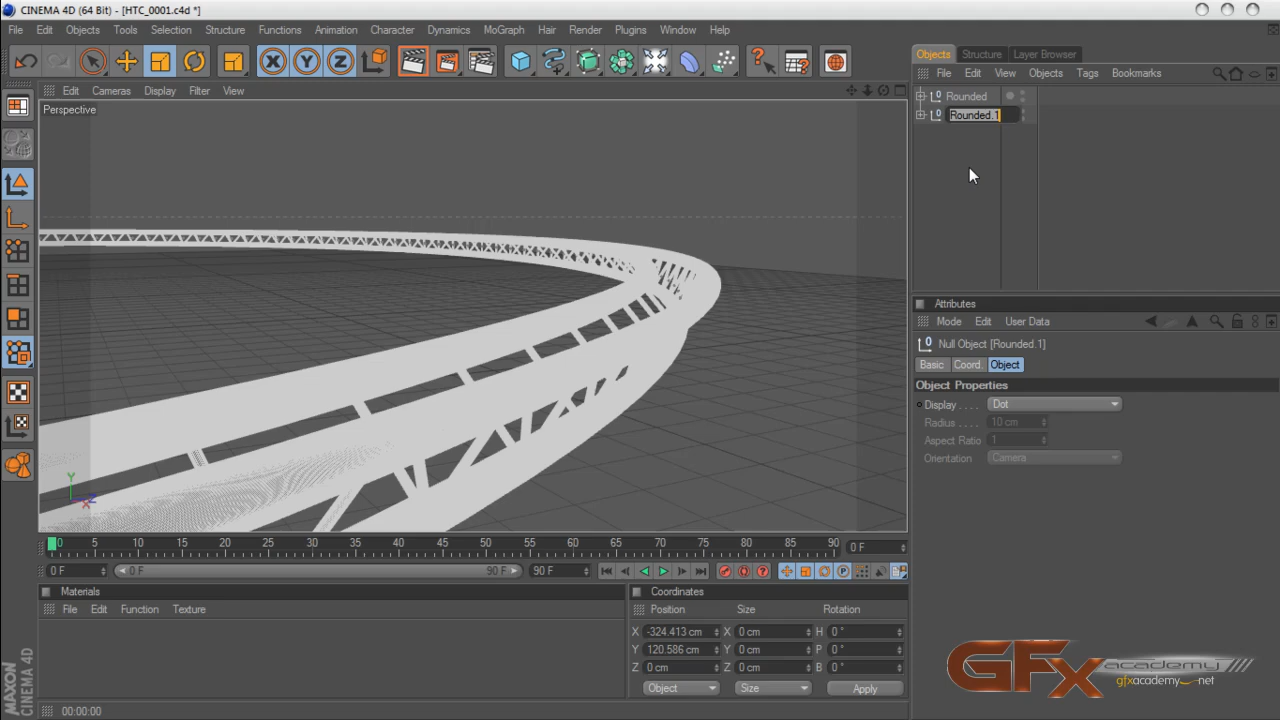 CINEMA 4D (64 Bit) - [HTC_0001.c4d *]
File Edit Objects Tools Selection Structure Functions Animation Character Dynamics MoGraph Hair Render Plugins Window Help
X Y Z
Objects Structure Layer Browser
File Edit View Objects Tags Bookmarks
Edit Cameras Display Filter View
Perspective
Rounded
Rounded.1
Attributes
Mode Edit User Data
Null Object [Rounded.1]
Basic Coord. Object
Object Properties
Display . . . . Dot
Radius . . . . 10 cm
Aspect Ratio 1
Orientation Camera
Y
Z
X
0 5 10 15 20 25 30 35 40 45 50 55 60 65 70 75 80 85 90 0 F
0 F 0 F 90 F 90 F P
Materials
File Edit Function Texture
Coordinates
Position Size Rotation
X -324.413 cm X 0 cm H 0 °
Y 120.586 cm Y 0 cm P 0 °
Z 0 cm Z 0 cm B 0 °
Object Size Apply
00:00:00
MAXON
CINEMA 4D
GFx academy
gfxacademy.net